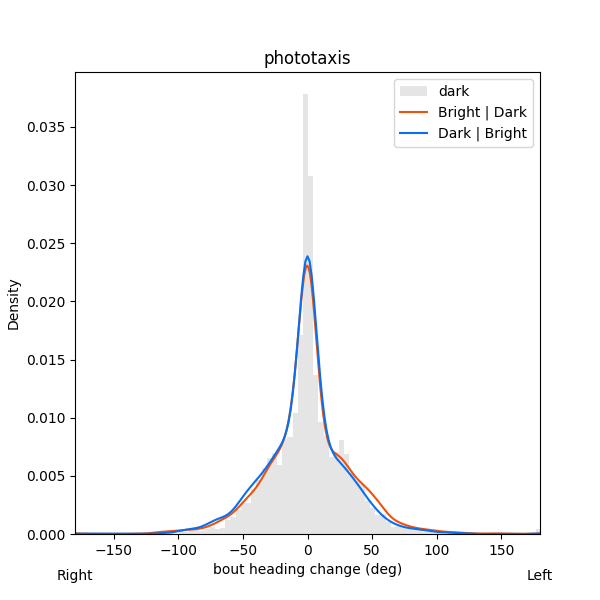 phototaxis
dark
Bright | Dark
Dark | Bright
Density
0.035
0.030
0.025
0.020
0.015
0.010
0.005
0.000
−150 −100 −50 0 50 100 150
bout heading change (deg)
Right Left